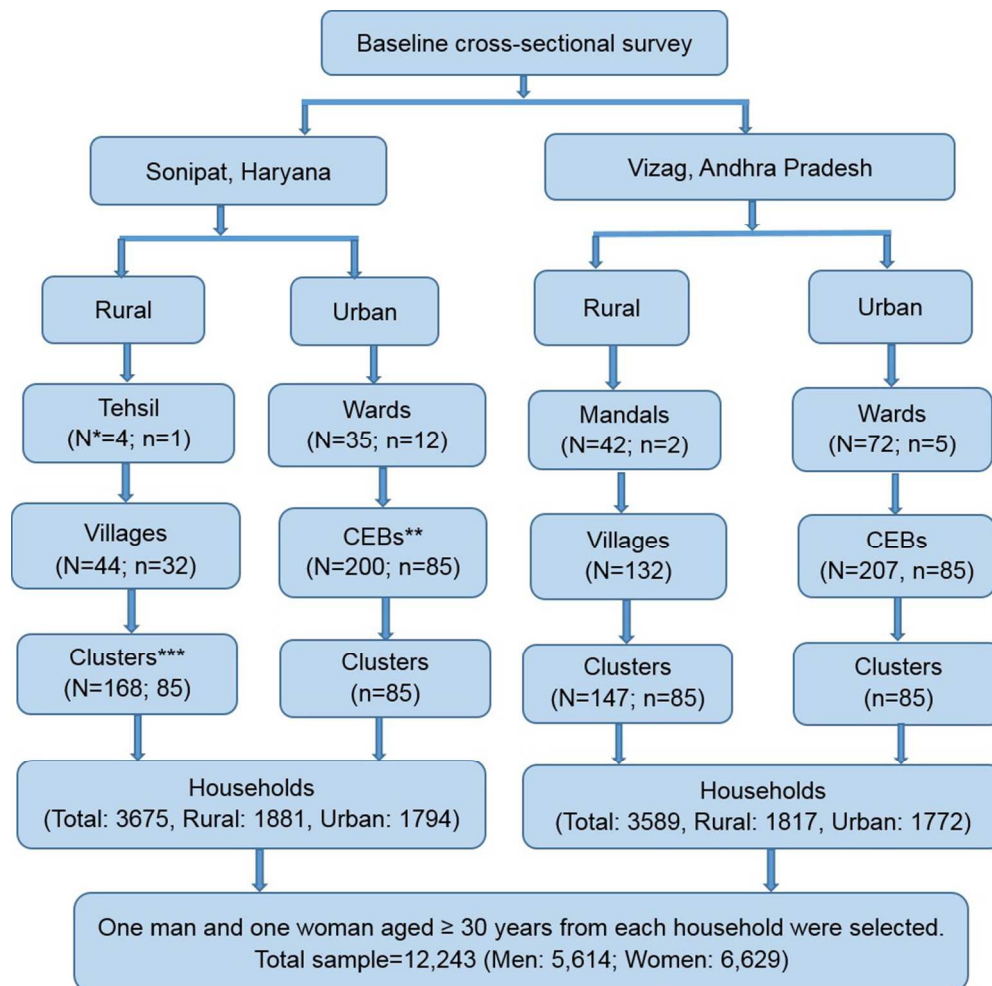 Baseline cross-sectional survey
Sonipat, Haryana
Vizag, Andhra Pradesh
Rural
Urban
Rural
Urban
Tehsil
(N*=4; n=1)
Wards
(N=35; n=12)
Mandals
(N=42; n=2)
Wards
(N=72; n=5)
Villages
(N=44; n=32)
CEBs**
(N=200; n=85)
Villages
(N=132)
CEBs
(N=207, n=85)
Clusters***
(N=168; 85)
Clusters
(n=85)
Clusters
(N=147; n=85)
Clusters
(n=85)
Households
(Total: 3675, Rural: 1881, Urban: 1794)
Households
(Total: 3589, Rural: 1817, Urban: 1772)
One man and one woman aged ≥ 30 years from each household were selected.
Total sample=12,243 (Men: 5,614; Women: 6,629)